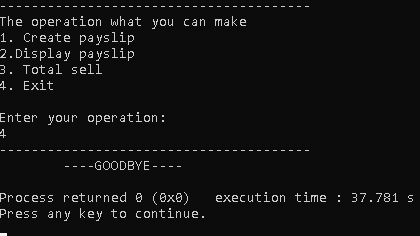 ---------------------------------------
The operation what you can make
1. Create payslip
2.Display payslip
3. Total sell
4. Exit
Enter your operation:
4
---------------------------------------
----GOODBYE----
Process returned 0 (0x0)   execution time : 37.781 s
Press any key to continue.